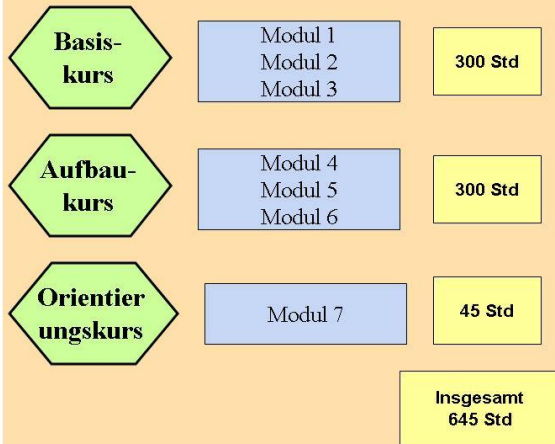 Basis-
kurs
Modul 1
Modul 2
Modul 3
300 Std
Aufbau-
kurs
Modul 4
Modul 5
Modul 6
300 Std
Orientier
ungskurs
Modul 7
45 Std
Insgesamt
645 Std